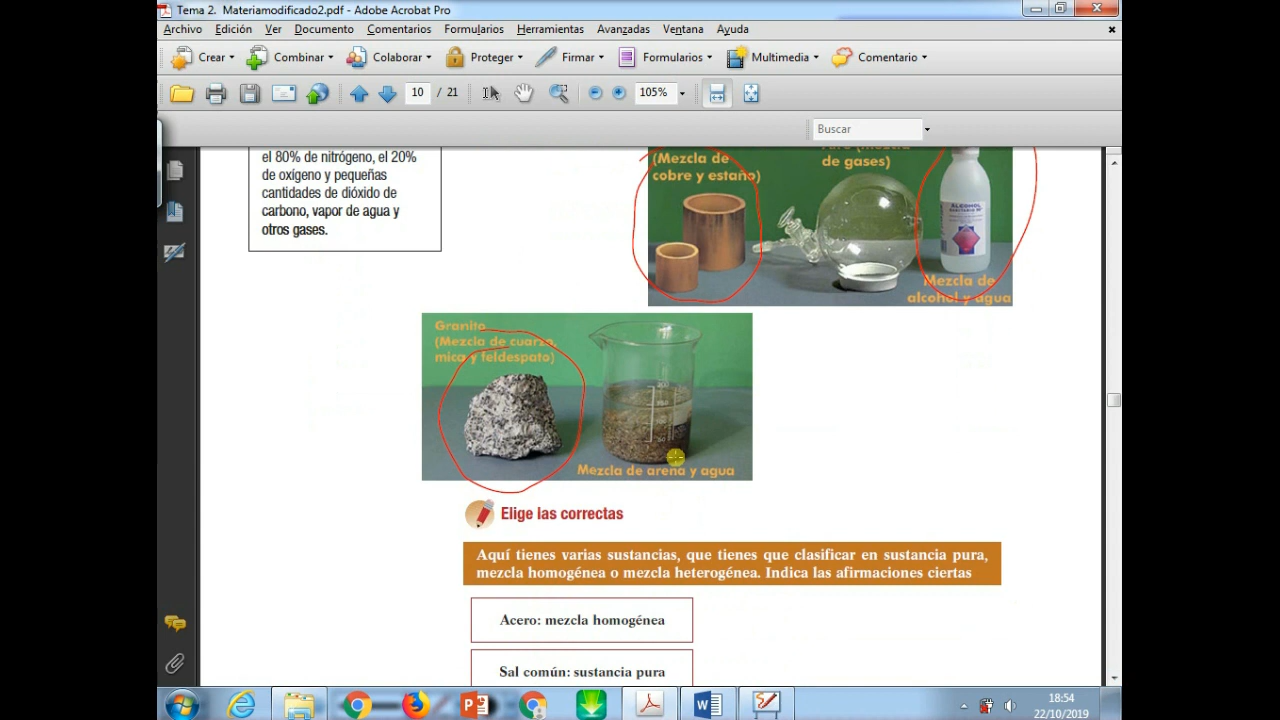 Tema 2. Materiamodificado2.pdf - Adobe Acrobat Pro
Archivo Edición Ver Documento Comentarios Formularios Herramientas Avanzadas Ventana Ayuda
Crear Combinar Colaborar Proteger Firmar Formularios Multimedia Comentario
10 / 21 105%
Buscar
el 80% de nitrógeno, el 20%
de oxígeno y pequeñas
cantidades de dióxido de
carbono, vapor de agua y
otros gases.
(Mezcla de
cobre y estaño)
de gases)
ALCOHOL
Mezcla de
alcohol y agua
Granito
(Mezcla de cuarzo,
mica y feldespato)
Mezcla de arena y agua
Elige las correctas
Aquí tienes varias sustancias, que tienes que clasificar en sustancia pura,
mezcla homogénea o mezcla heterogénea. Indica las afirmaciones ciertas
Acero: mezcla homogénea
Sal común: sustancia pura
18:54
22/10/2019